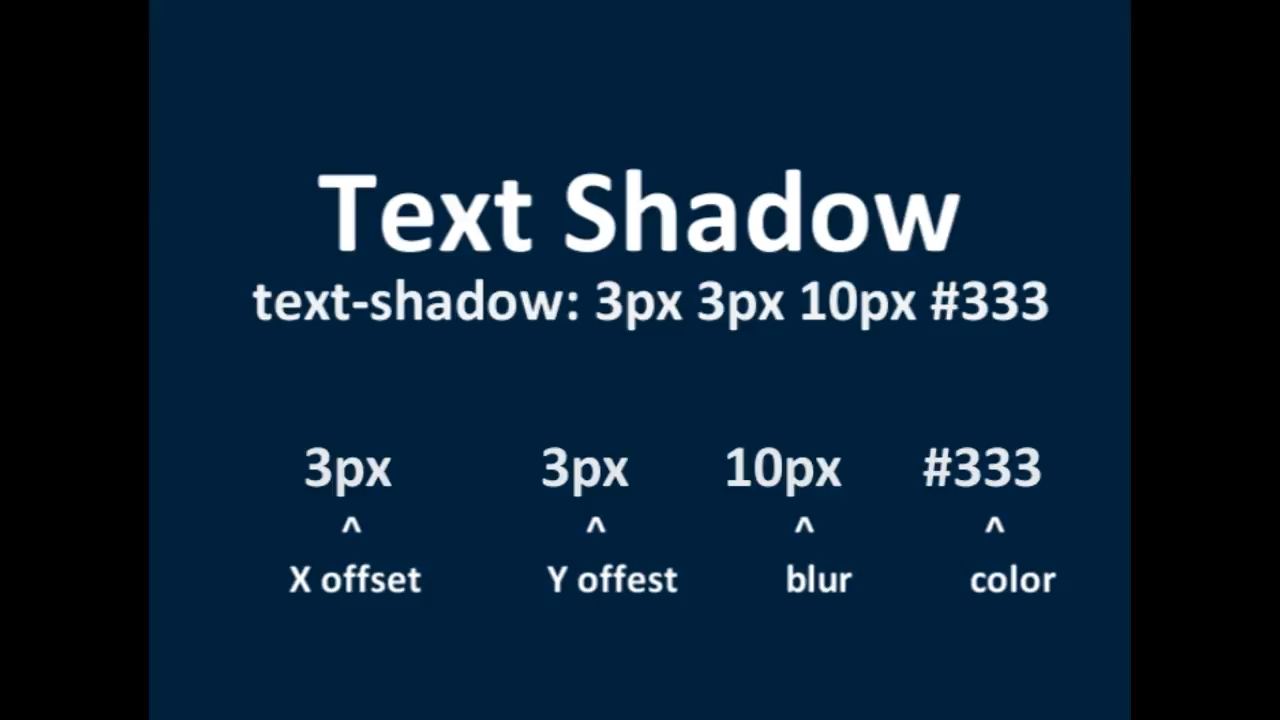 Text Shadow
text-shadow: 3px 3px 10px #333
3px 3px 10px #333
^ ^ ^ ^
X offset Y offest blur color